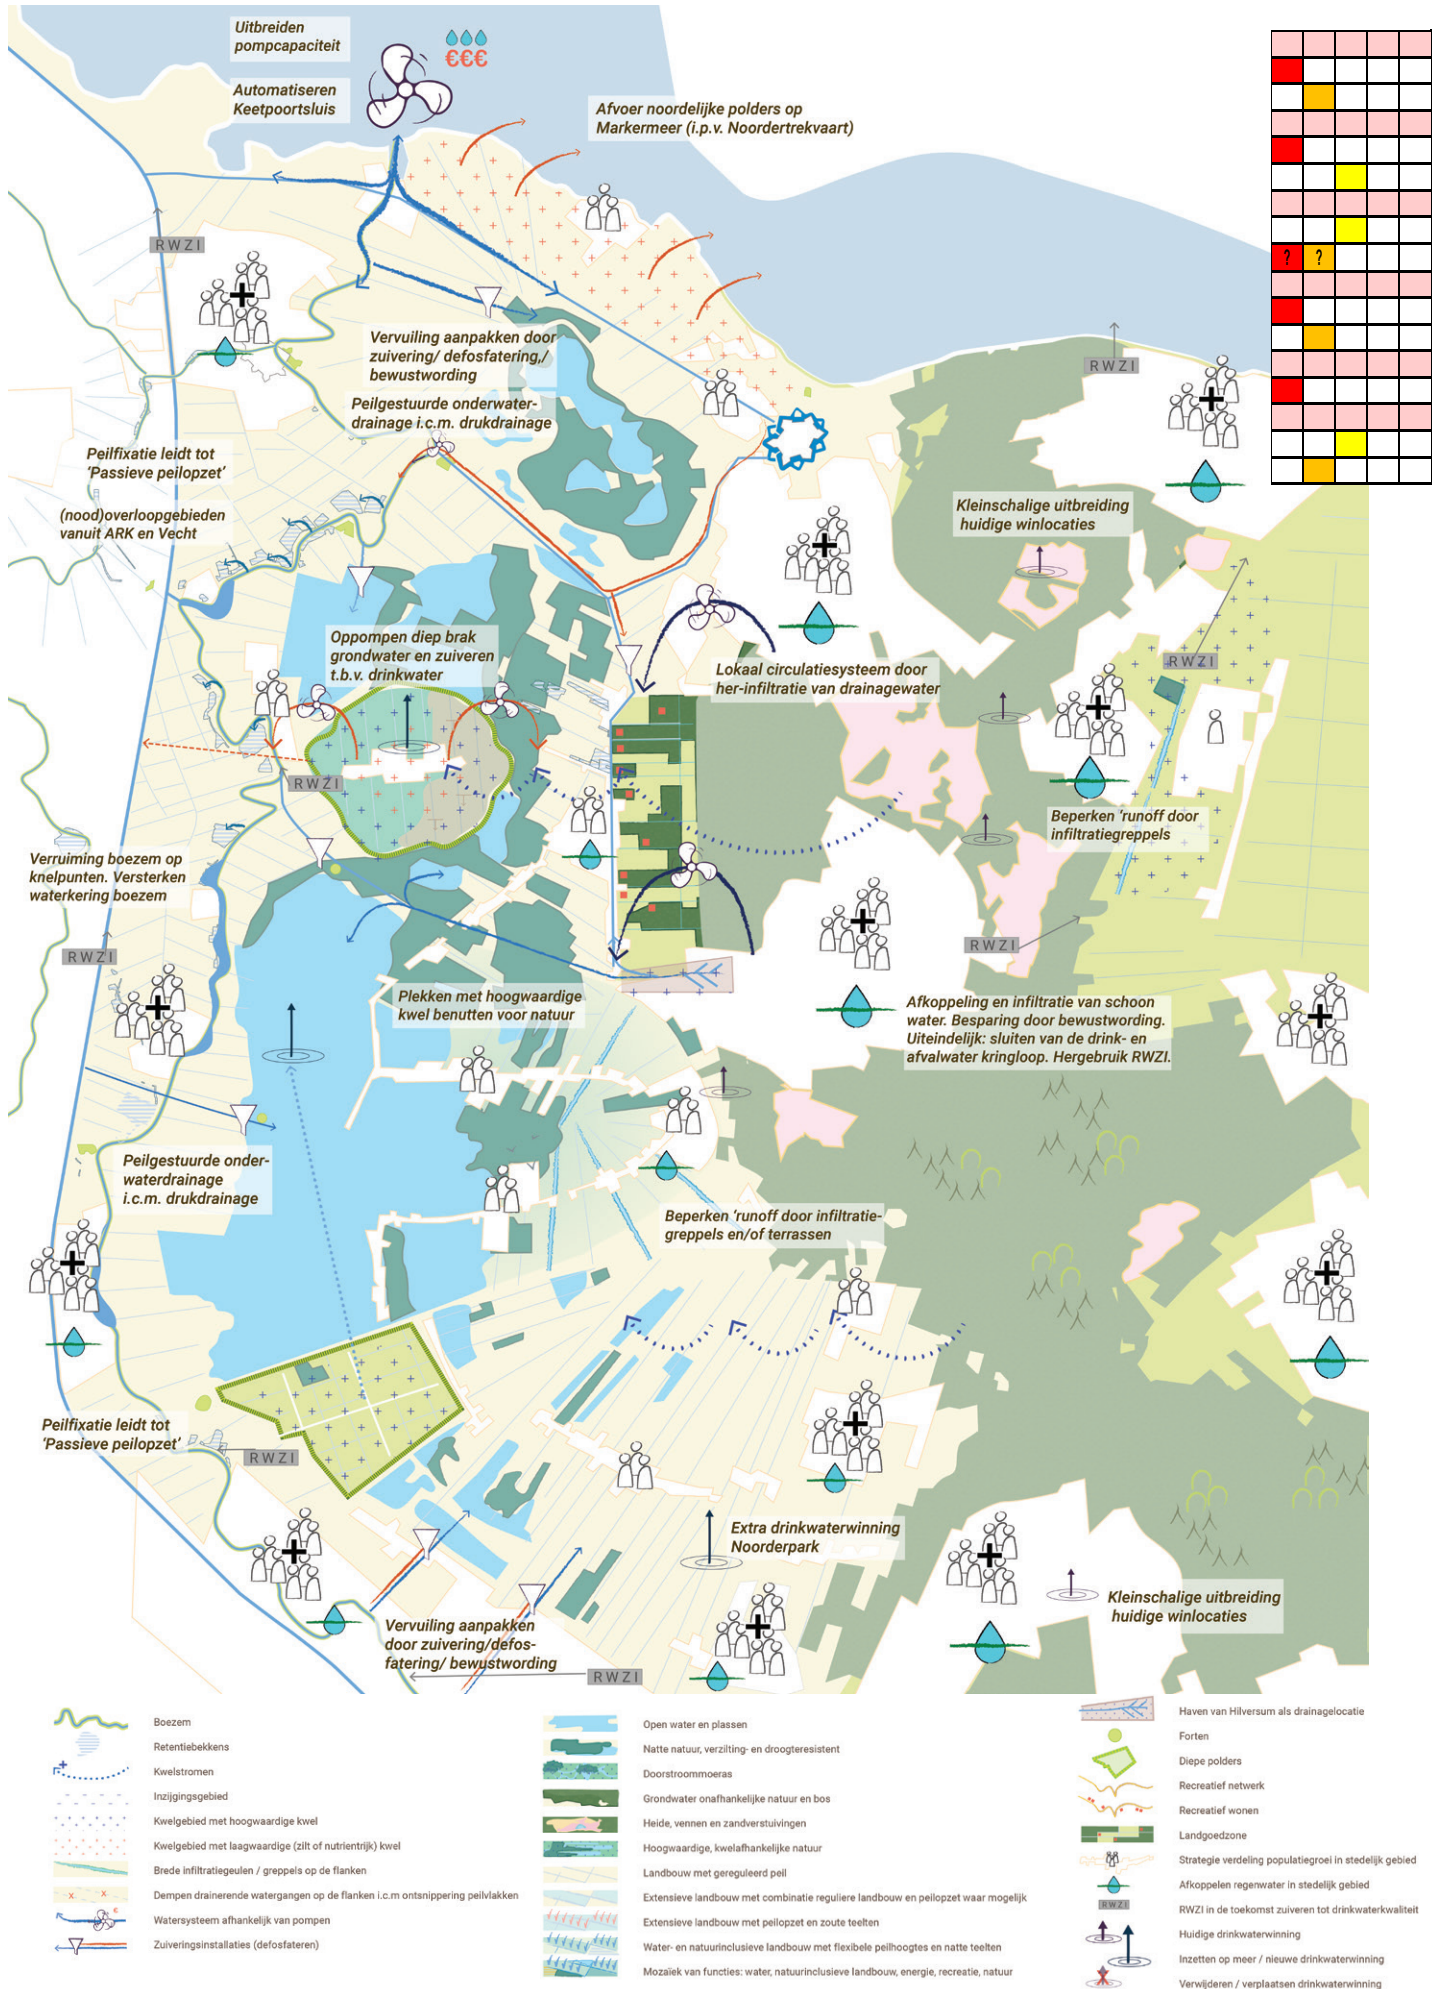 Uitbreiden
pompcapaciteit
€€€
Automatiseren
Keetpoortsluis
Afvoer noordelijke polders op
Markermeer (i.p.v. Noordertrekvaart)
? ?
RWZI
Vervuiling aanpakken door
zuivering/ defosfatering,/
bewustwording
RWZI
Peilgestuurde onderwater-
drainage i.c.m. drukdrainage
Peilfixatie leidt tot
'Passieve peilopzet'
(nood)overloopgebieden
vanuit ARK en Vecht
Kleinschalige uitbreiding
huidige winlocaties
Oppompen diep brak
grondwater en zuiveren
t.b.v. drinkwater
Lokaal circulatiesysteem door
her-infiltratie van drainagewater
RWZI
RWZI
Beperken 'runoff door
infiltratiegreppels
Verruiming boezem op
knelpunten. Versterken
waterkering boezem
RWZI
RWZI
Plekken met hoogwaardige
kwel benutten voor natuur
Afkoppeling en infiltratie van schoon
water. Besparing door bewustwording.
Uiteindelijk: sluiten van de drink- en
afvalwater kringloop. Hergebruik RWZI.
Peilgestuurde onder-
waterdrainage
i.c.m. drukdrainage
Beperken 'runoff door infiltratie-
greppels en/of terrassen
Peilfixatie leidt tot
'Passieve peilopzet'
RWZI
Extra drinkwaterwinning
Noorderpark
Kleinschalige uitbreiding
huidige winlocaties
Vervuiling aanpakken
door zuivering/defos-
fatering/ bewustwording
RWZI
Boezem
Retentiebekkens
Kwelstromen
Inzijgingsgebied
Kwelgebied met hoogwaardige kwel
Kwelgebied met laagwaardige (zilt of nutrientrijk) kwel
Brede infiltratiegeulen / greppels op de flanken
x x
Dempen drainerende watergangen op de flanken i.c.m ontsnippering peilvlakken
€
Watersysteem afhankelijk van pompen
Zuiveringsinstallaties (defosfateren)
Open water en plassen
Natte natuur, verzilting- en droogteresistent
Doorstroommoeras
Grondwater onafhankelijke natuur en bos
Heide, vennen en zandverstuivingen
Hoogwaardige, kwelafhankelijke natuur
Landbouw met gereguleerd peil
Extensieve landbouw met combinatie reguliere landbouw en peilopzet waar mogelijk
Extensieve landbouw met peilopzet en zoute teelten
Water- en natuurinclusieve landbouw met flexibele peilhoogtes en natte teelten
Mozaïek van functies: water, natuurinclusieve landbouw, energie, recreatie, natuur
Haven van Hilversum als drainagelocatie
Forten
Diepe polders
Recreatief netwerk
Recreatief wonen
Landgoedzone
Strategie verdeling populatiegroei in stedelijk gebied
Afkoppelen regenwater in stedelijk gebied
RWZI
RWZI in de toekomst zuiveren tot drinkwaterkwaliteit
Huidige drinkwaterwinning
Inzetten op meer / nieuwe drinkwaterwinning
Verwijderen / verplaatsen drinkwaterwinning